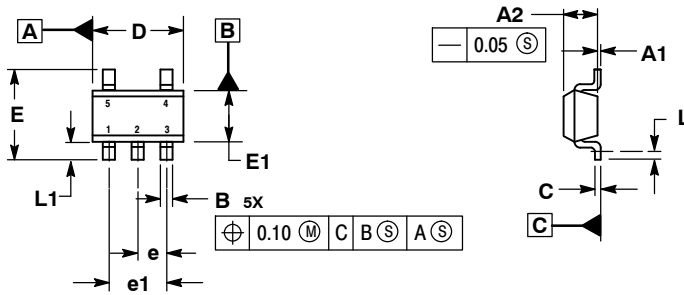 A
D
B
A2
— 0.05 Ⓢ
A1
E
5 4
1 2 3
E1
L
L1
B 5X
C
⌖ 0.10 Ⓜ C B Ⓢ A Ⓢ
C
e
e1